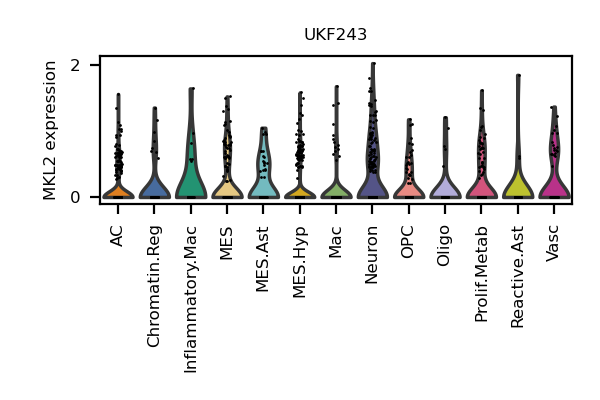 UKF243
MKL2 expression
2
0
AC
Chromatin.Reg
Inflammatory.Mac
MES
MES.Ast
MES.Hyp
Mac
Neuron
OPC
Oligo
Prolif.Metab
Reactive.Ast
Vasc